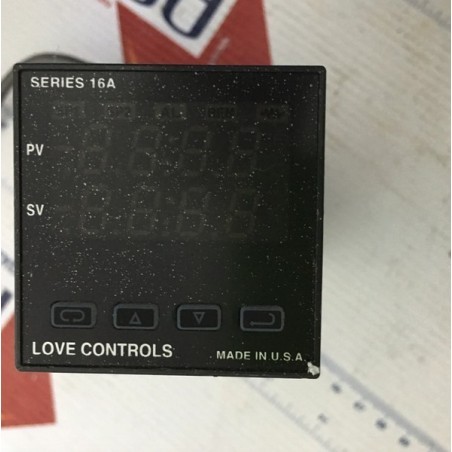 SERIES 16A
PV
SV
LOVE CONTROLS
MADE IN U.S.A.